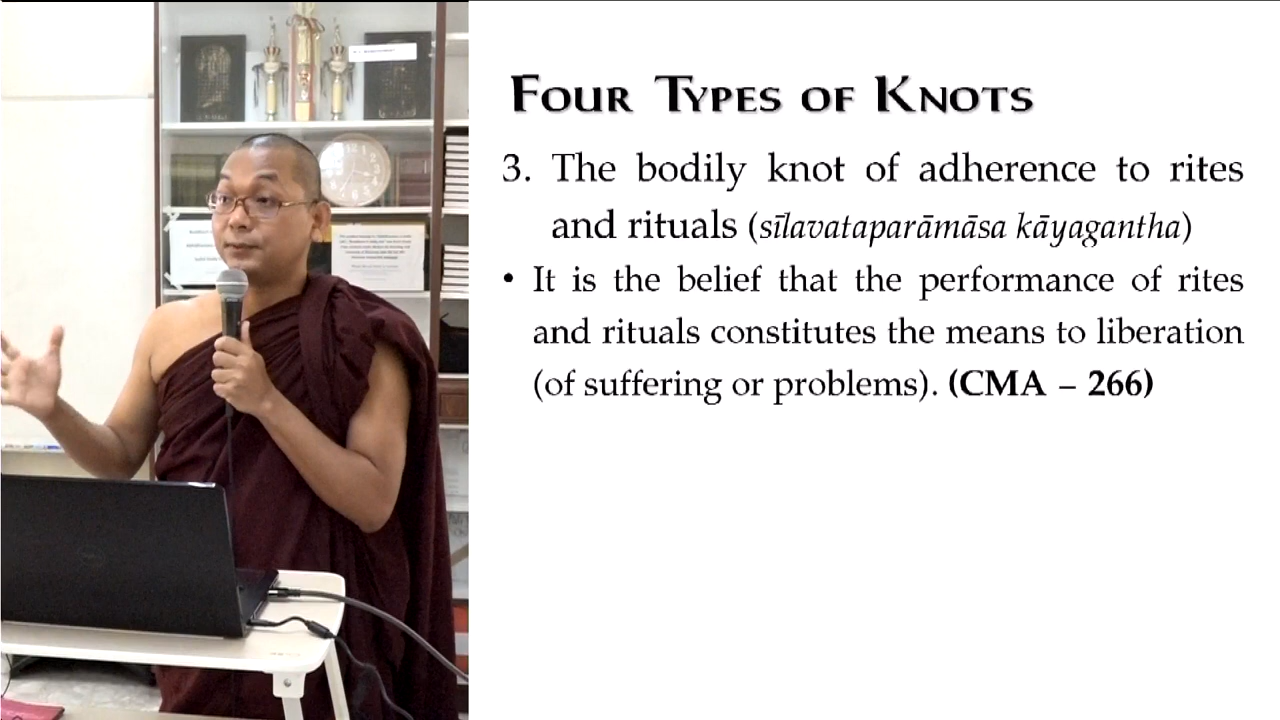 Four Types of Knots
3. The bodily knot of adherence to rites
and rituals (sīlavataparāmāsa kāyagantha)
• It is the belief that the performance of rites
and rituals constitutes the means to liberation
(of suffering or problems). (CMA – 266)